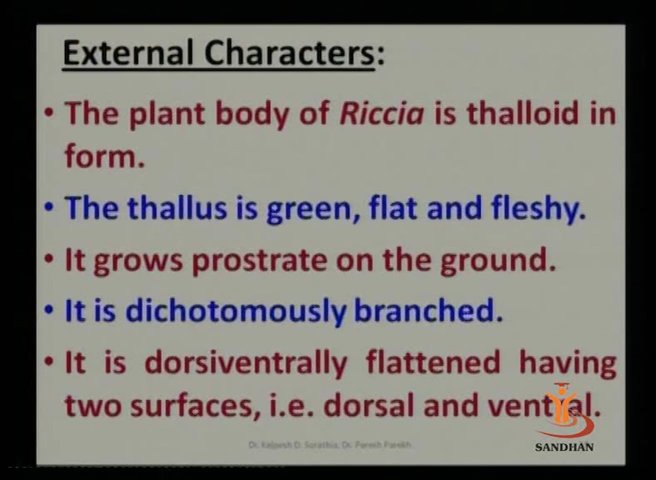 External Characters:
• The plant body of Riccia is thalloid in
form.
• The thallus is green, flat and fleshy.
• It grows prostrate on the ground.
• It is dichotomously branched.
• It is dorsiventrally flattened having
two surfaces, i.e. dorsal and ventral.
SANDHAN